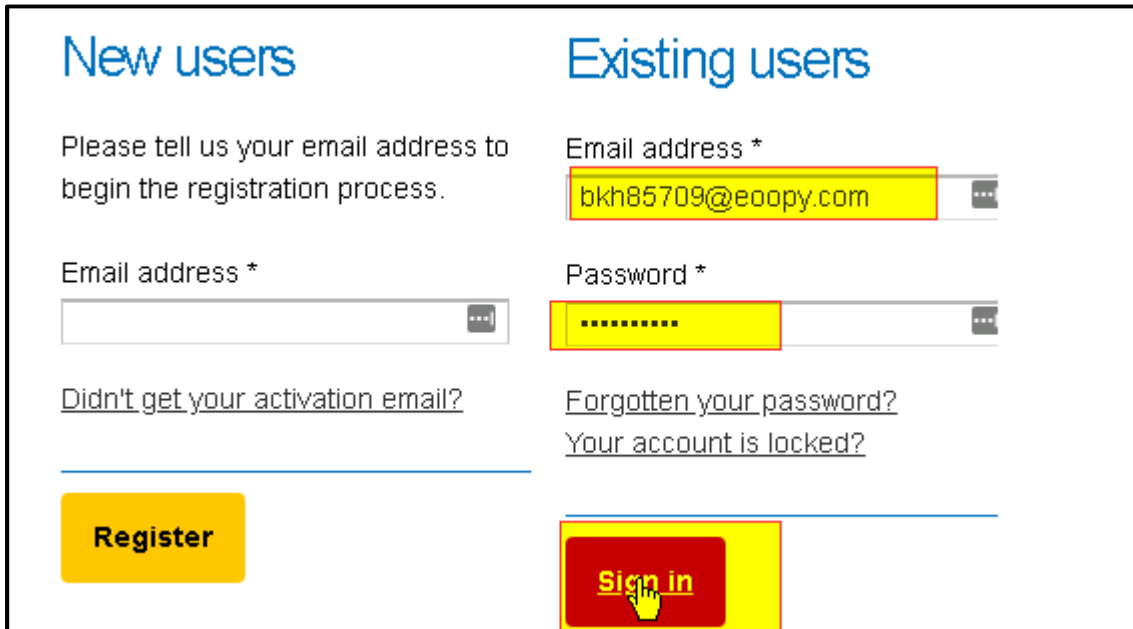 New users
Please tell us your email address to
begin the registration process.
Email address *
Didn't get your activation email?
Register
Existing users
Email address *
bkh85709@eoopy.com
Password *
••••••••••
Forgotten your password?
Your account is locked?
Sign in